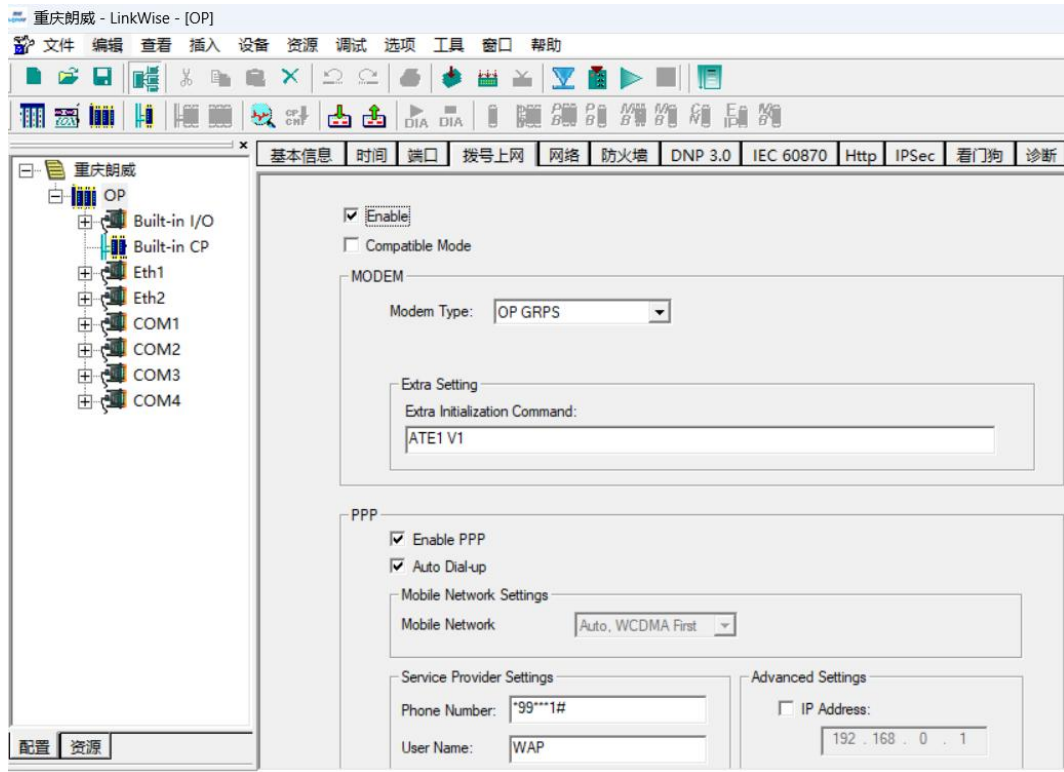 重庆朗威 - LinkWise - [OP]
文件 编辑 查看 插入 设备 资源 调试 选项 工具 窗口 帮助
DIA DIA
基本信息 时间 端口 拨号上网 网络 防火墙 DNP 3.0 IEC 60870 Http IPSec 看门狗 诊断
重庆朗威
OP
Built-in I/O
Built-in CP
Eth1
Eth2
COM1
COM2
COM3
COM4
配置 资源
Enable
Compatible Mode
MODEM
Modem Type: OP GRPS
Extra Setting
Extra Initialization Command:
ATE1 V1
PPP
Enable PPP
Auto Dial-up
Mobile Network Settings
Mobile Network Auto, WCDMA First
Service Provider Settings
Phone Number: *99***1#
User Name: WAP
Advanced Settings
IP Address:
192 . 168 . 0 . 1